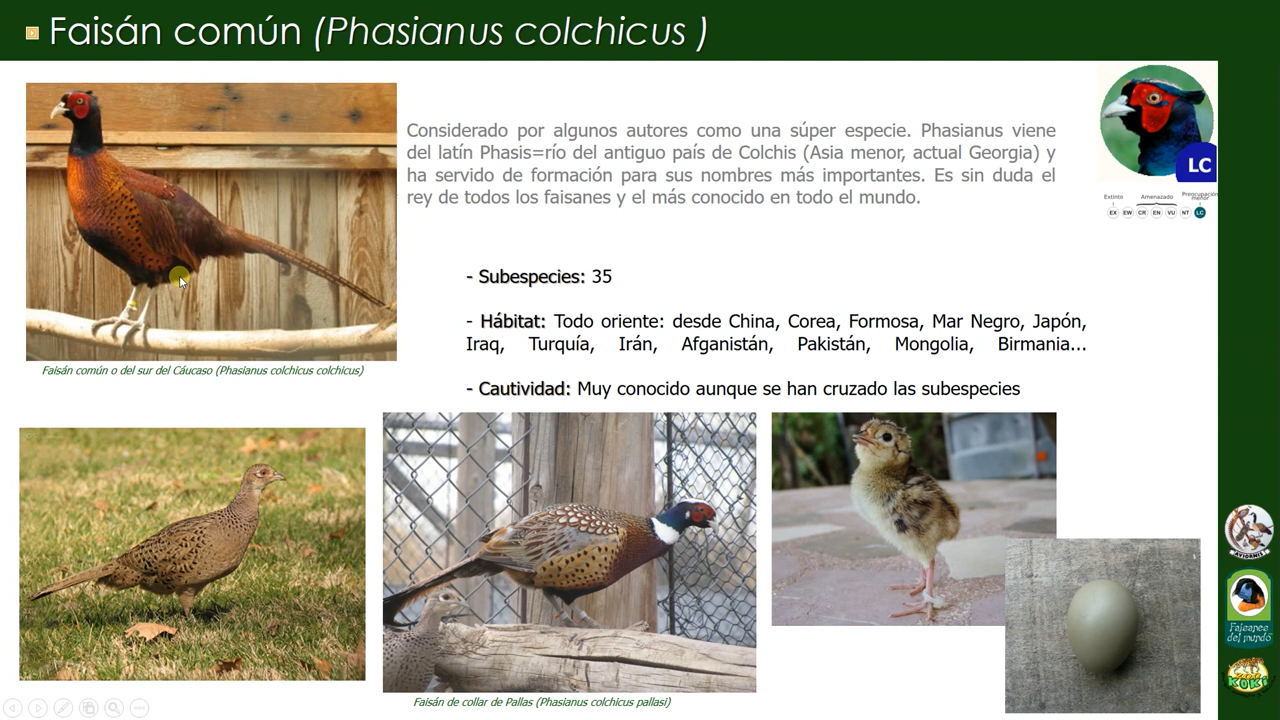 Faisán común (Phasianus colchicus )
Considerado por algunos autores como una súper especie. Phasianus viene
del latín Phasis=río del antiguo país de Colchis (Asia menor, actual Georgia) y
ha servido de formación para sus nombres más importantes. Es sin duda el
rey de todos los faisanes y el más conocido en todo el mundo.
LC
Extinto Amenazado Preocupación
menor
EX EW CR EN VU NT LC
- Subespecies: 35
- Hábitat: Todo oriente: desde China, Corea, Formosa, Mar Negro, Japón,
Iraq, Turquía, Irán, Afganistán, Pakistán, Mongolia, Birmania...
- Cautividad: Muy conocido aunque se han cruzado las subespecies
Faisán común o del sur del Cáucaso (Phasianus colchicus colchicus)
Faisán de collar de Pallas (Phasianus colchicus pallasi)
Faisanes
del mundo
KOKI